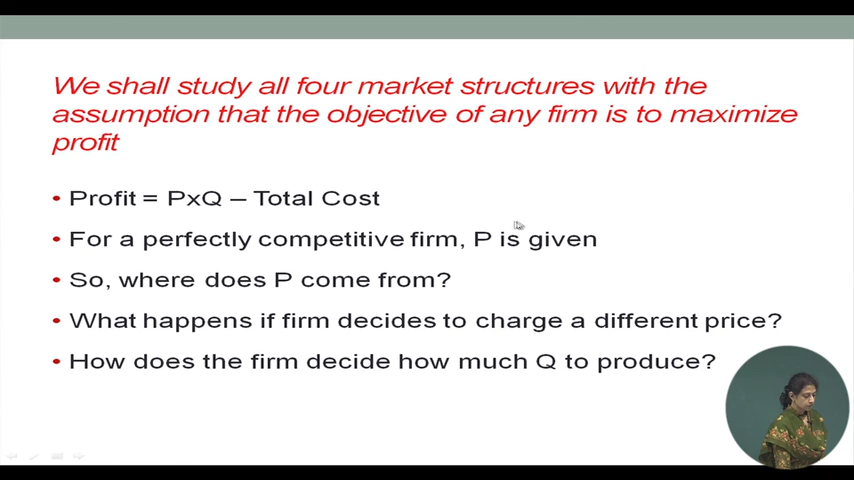 We shall study all four market structures with the
assumption that the objective of any firm is to maximize
profit
• Profit = PxQ – Total Cost
• For a perfectly competitive firm, P is given
• So, where does P come from?
• What happens if firm decides to charge a different price?
• How does the firm decide how much Q to produce?